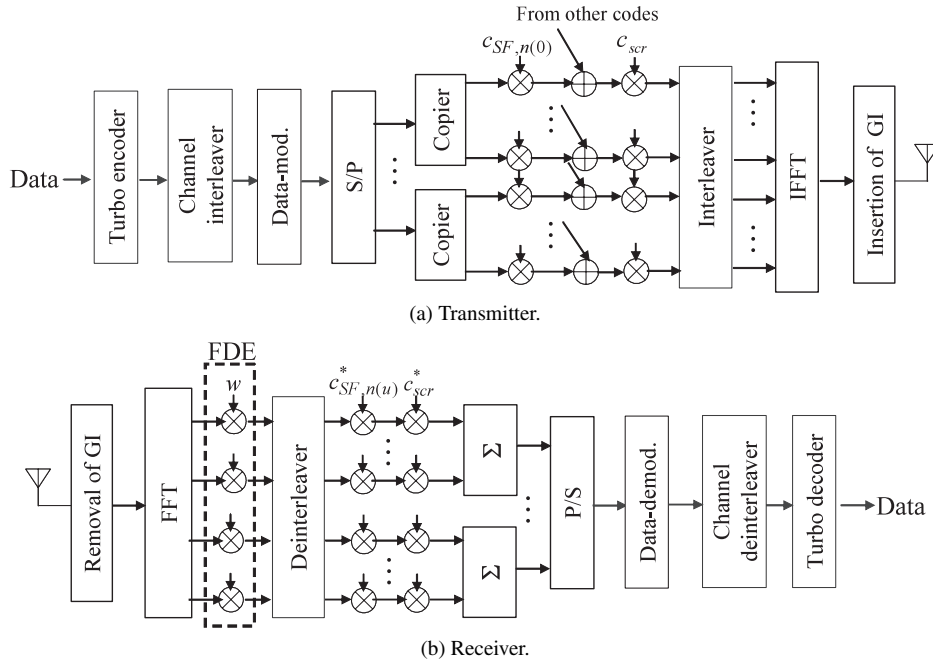 From other codes
c_{SF,n(0)}
c_{scr}
Data
Turbo encoder
Channel
interleaver
Data-mod.
S/P
Copier
Copier
Interleaver
IFFT
Insertion of GI
(a) Transmitter.
FDE
w
c^*_{SF,n(u)}
c^*_{scr}
Removal of GI
FFT
Deinterleaver
Σ
Σ
P/S
Data-demod.
Channel
deinterleaver
Turbo decoder
Data
(b) Receiver.